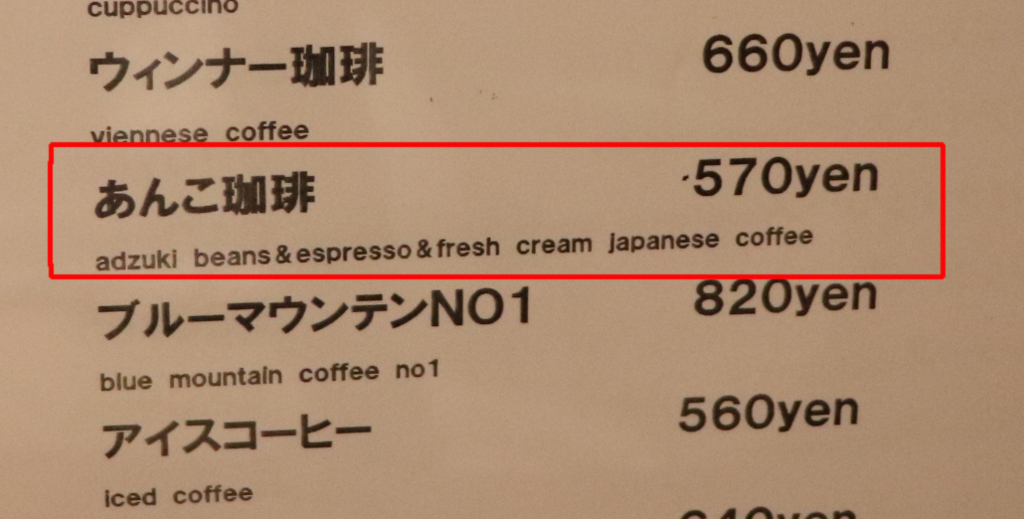 cuppuccino
ウィンナー珈琲 660yen
viennese coffee
あんこ珈琲 570yen
adzuki beans&espresso&fresh cream japanese coffee
ブルーマウンテンNO1 820yen
blue mountain coffee no1
アイスコーヒー 560yen
iced coffee
640yen